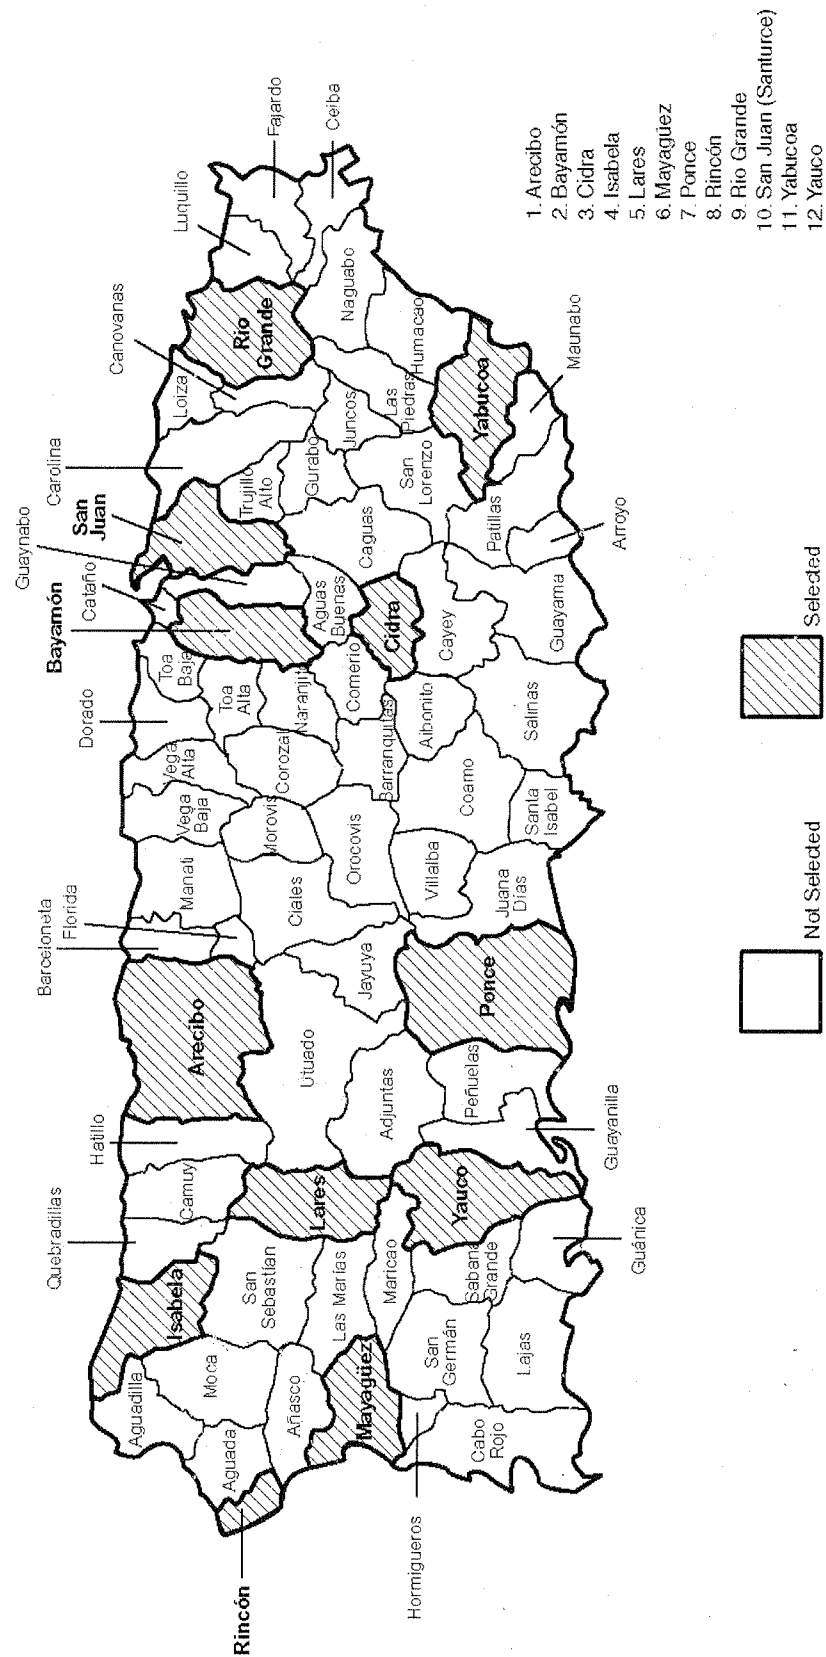 Quebradillas
Hatillo
Barceloneta
Florida
Dorado
Bayamón
Cataño
Guaynabo
San
Juan
Carolina
Canovanas
Luquillo
Fajardo
Ceiba
Aguadilla
Isabela
Camuy
Arecibo
Manati
Vega
Baja
Vega
Alta
Toa
Baja
Toa
Alta
Trujillo
Alto
Loiza
Rio
Grande
Rincón
Aguada
Moca
San
Sebastian
Lares
Utuado
Ciales
Morovis
Corozal
Naranjit
Aguas
Buenas
Gurabo
Juncos
Naguabo
Añasco
Las Marías
Jayuya
Orocovis
Barranquitas
Comerio
Cidra
Caguas
San
Lorenzo
Las
Piedras
Humacao
Mayagüez
Maricao
Adjuntas
Villalba
Aibonito
Cayey
Yabucoa
Hormigueros
San
Germán
Sabana
Grande
Yauco
Peñuelas
Ponce
Juana
Días
Coamo
Patillas
Maunabo
Cabo
Rojo
Lajas
Santa
Isabel
Salinas
Guayama
Arroyo
Guánica
Guayanilla
1. Arecibo
2. Bayamón
3. Cidra
4. Isabela
5. Lares
6. Mayagüez
7. Ponce
8. Rincón
9. Rio Grande
10. San Juan (Santurce)
11. Yabucoa
12. Yauco
Not Selected
Selected